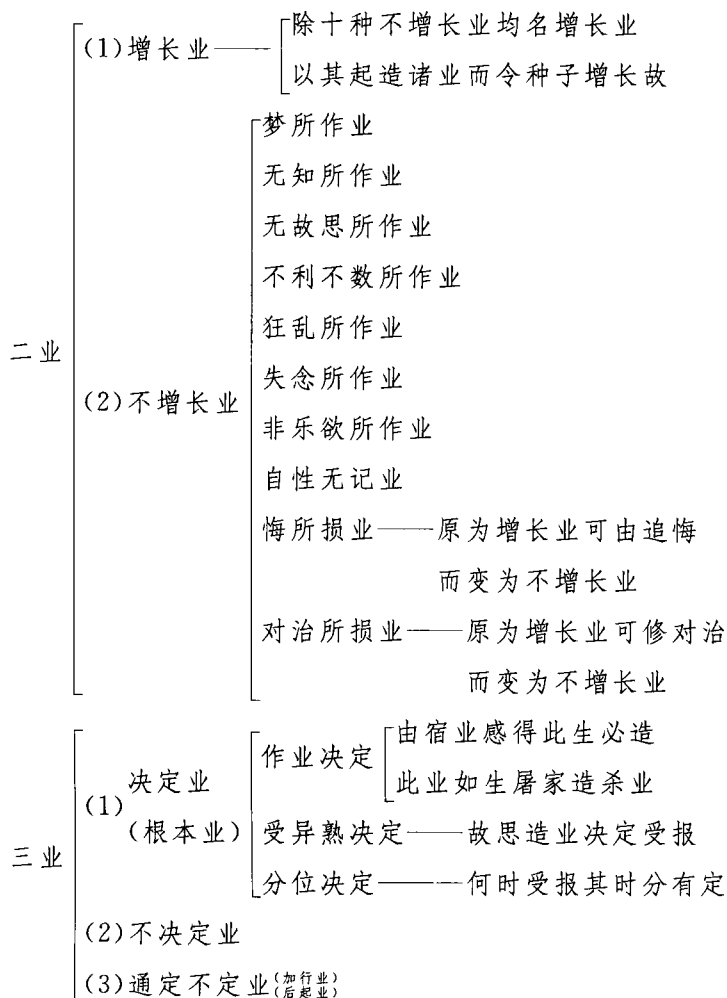 二业
(1)增长业——除十种不增长业均名增长业
以其起造诸业而令种子增长故
(2)不增长业
梦所作业
无知所作业
无故思所作业
不利不数所作业
狂乱所作业
失念所作业
非乐欲所作业
自性无记业
悔所损业——原为增长业可由追悔
而变为不增长业
对治所损业——原为增长业可修对治
而变为不增长业
三业
(1)决定业
(根本业)
作业决定
由宿业感得此生必造
此业如生屠家造杀业
受异熟决定——故思造业决定受报
分位决定———何时受报其时分有定
(2)不决定业
(3)通定不定业(加行业)
(后起业)